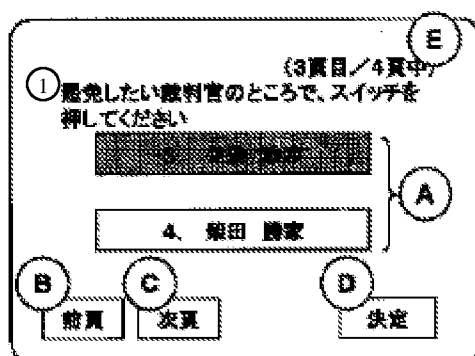 E
(3頁目／4頁中)
① 罷免したい裁判官のところで、スイッチを
押してください
A
4、 柴田 勝家
B
C
D
前頁
次頁
決定